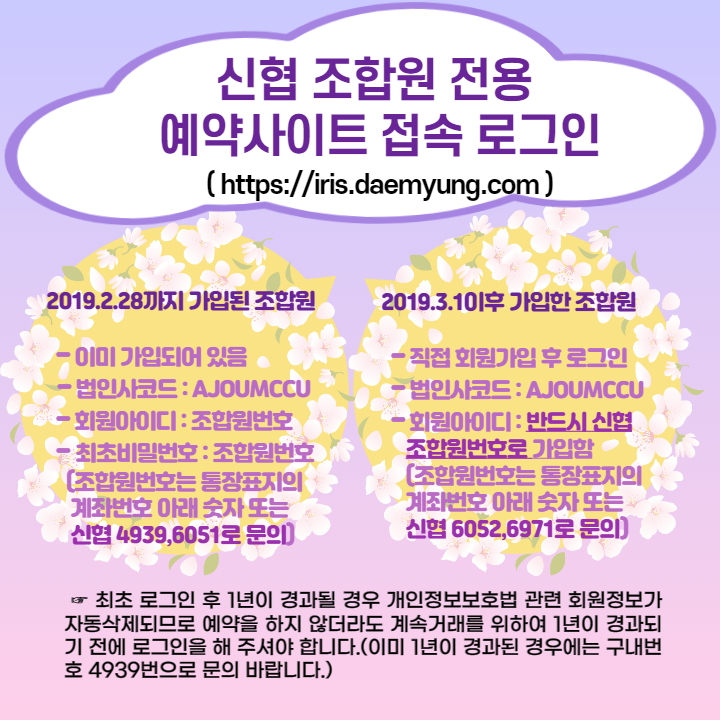 신협 조합원 전용
예약사이트 접속 로그인
( https://iris.daemyung.com )
2019.2.28까지 가입된 조합원
- 이미 가입되어 있음
- 법인사코드 : AJOUMCCU
- 회원아이디 : 조합원번호
- 최초비밀번호 : 조합원번호
(조합원번호는 통장표지의
계좌번호 아래 숫자 또는
신협 4939,6051로 문의)
2019.3.1이후 가입한 조합원
- 직접 회원가입 후 로그인
- 법인사코드 : AJOUMCCU
- 회원아이디 : 반드시 신협
조합원번호로 가입함
(조합원번호는 통장표지의
계좌번호 아래 숫자 또는
신협 6052,6971로 문의)
☞ 최초 로그인 후 1년이 경과될 경우 개인정보보호법 관련 회원정보가
자동삭제되므로 예약을 하지 않더라도 계속거래를 위하여 1년이 경과되
기 전에 로그인을 해 주셔야 합니다.(이미 1년이 경과된 경우에는 구내번
호 4939번으로 문의 바랍니다.)